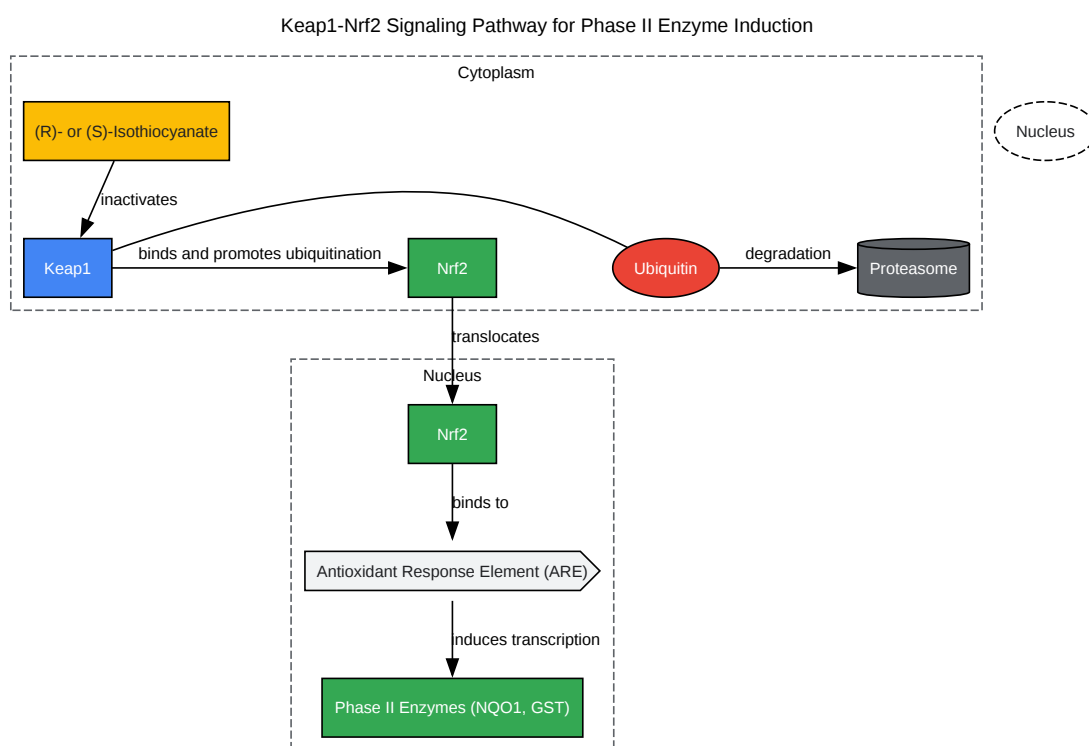 Keap1-Nrf2 Signaling Pathway for Phase II Enzyme Induction
Cytoplasm
(R)- or (S)-Isothiocyanate
Nucleus
inactivates
Keap1
binds and promotes ubiquitination
Nrf2
Ubiquitin
degradation
Proteasome
translocates
Nucleus
Nrf2
binds to
Antioxidant Response Element (ARE)
induces transcription
Phase II Enzymes (NQO1, GST)